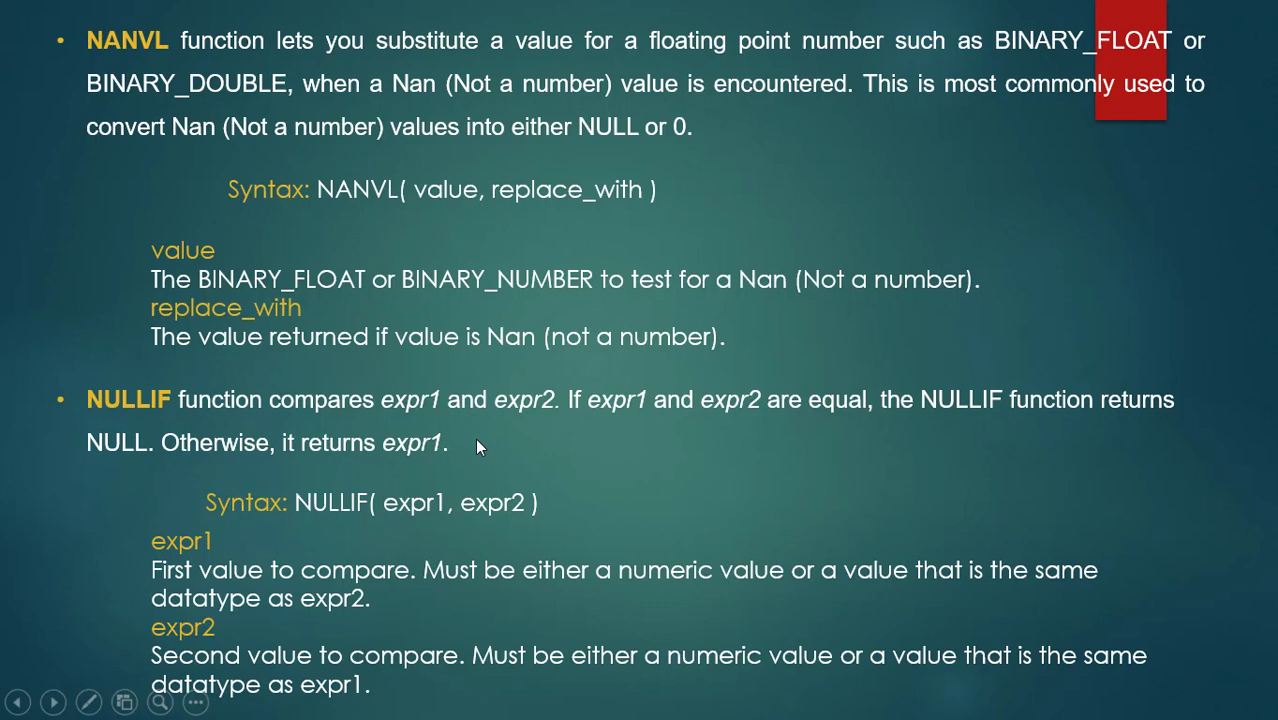 • NANVL function lets you substitute a value for a floating point number such as BINARY_FLOAT or
BINARY_DOUBLE, when a Nan (Not a number) value is encountered. This is most commonly used to
convert Nan (Not a number) values into either NULL or 0.
Syntax: NANVL( value, replace_with )
value
The BINARY_FLOAT or BINARY_NUMBER to test for a Nan (Not a number).
replace_with
The value returned if value is Nan (not a number).
• NULLIF function compares expr1 and expr2. If expr1 and expr2 are equal, the NULLIF function returns
NULL. Otherwise, it returns expr1.
Syntax: NULLIF( expr1, expr2 )
expr1
First value to compare. Must be either a numeric value or a value that is the same
datatype as expr2.
expr2
Second value to compare. Must be either a numeric value or a value that is the same
datatype as expr1.